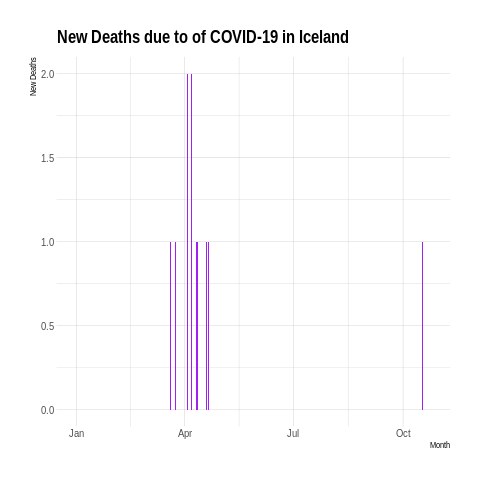 New Deaths due to of COVID-19 in Iceland
New Deaths
2.0
1.5
1.0
0.5
0.0
Jan Apr Jul Oct
Month